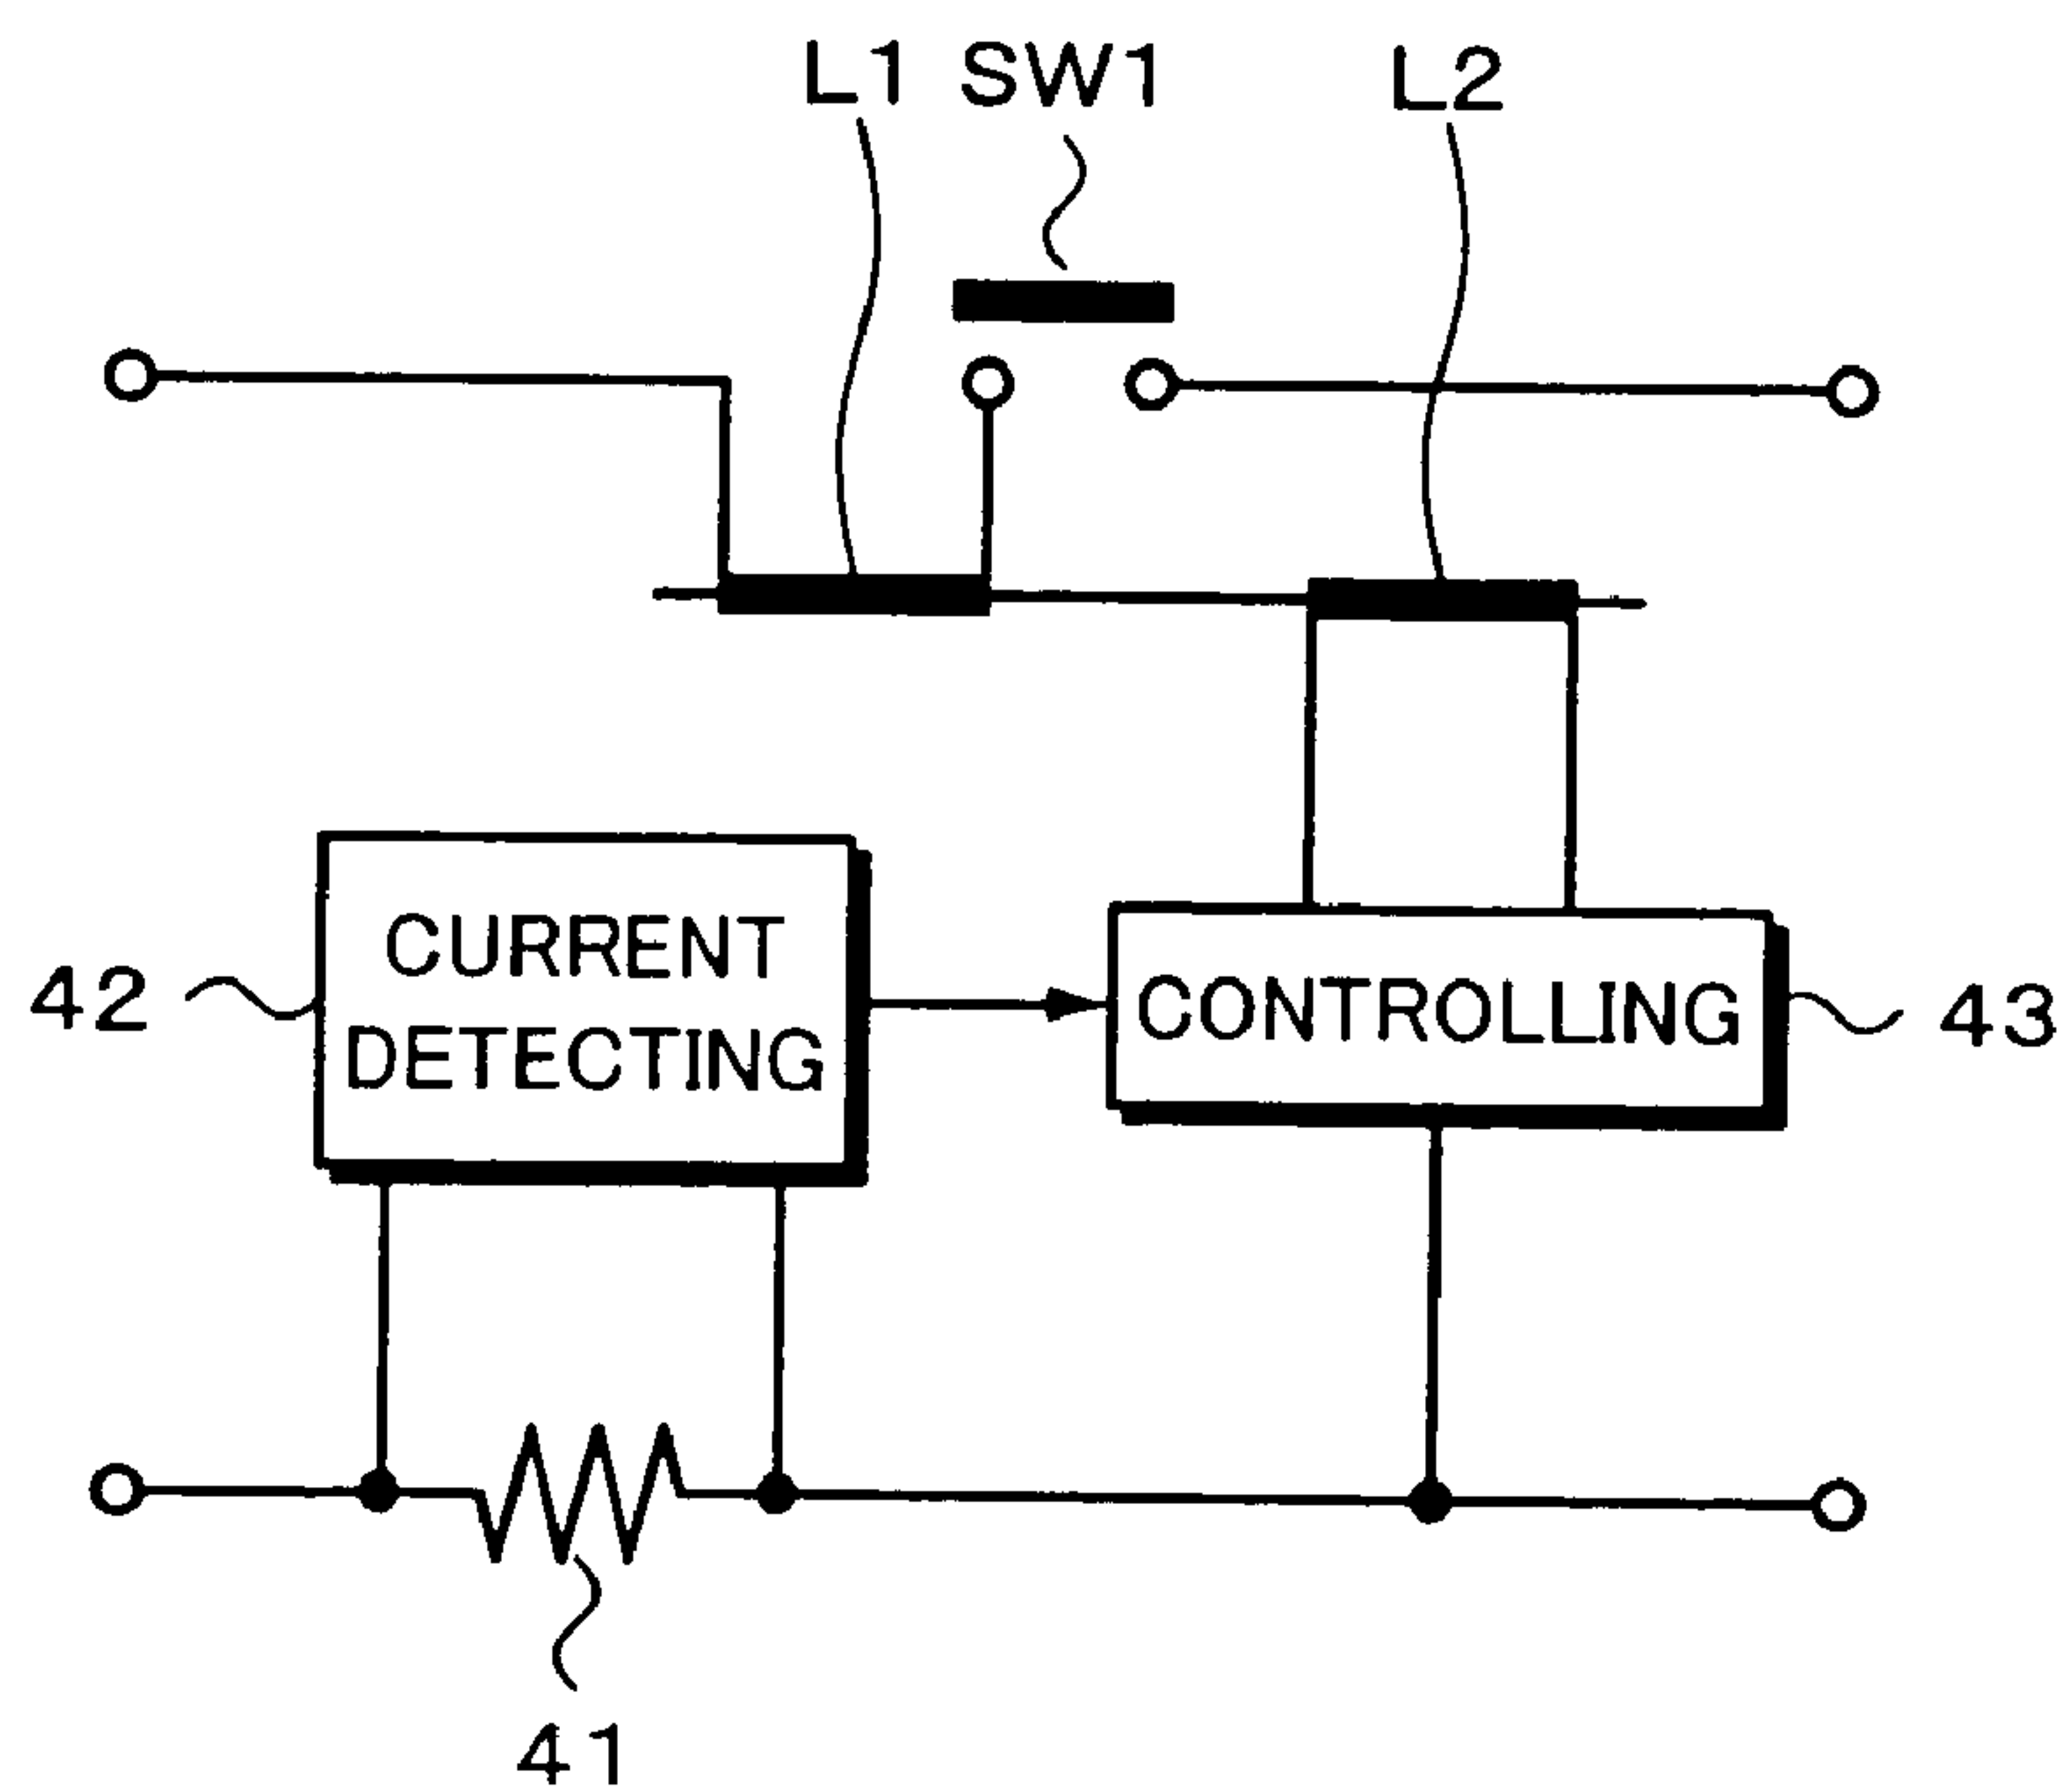 L1 SW1 L2
CURRENT
DETECTING
42
CONTROLLING
43
41